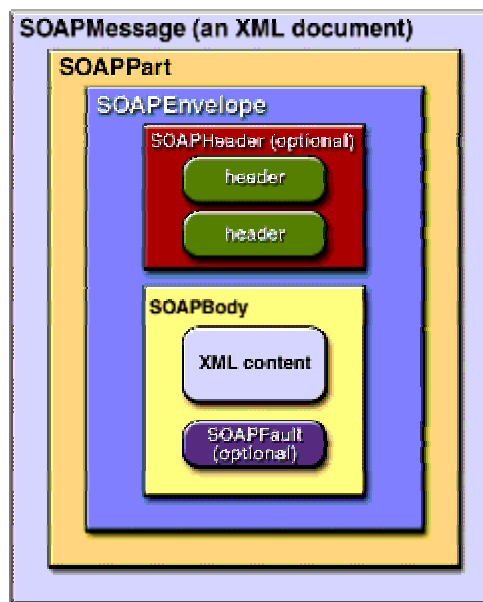 SOAPMessage (an XML document)
SOAPPart
SOAPEnvelope
SOAPHeader (optional)
header
header
SOAPBody
XML content
SOAPFault
(optional)